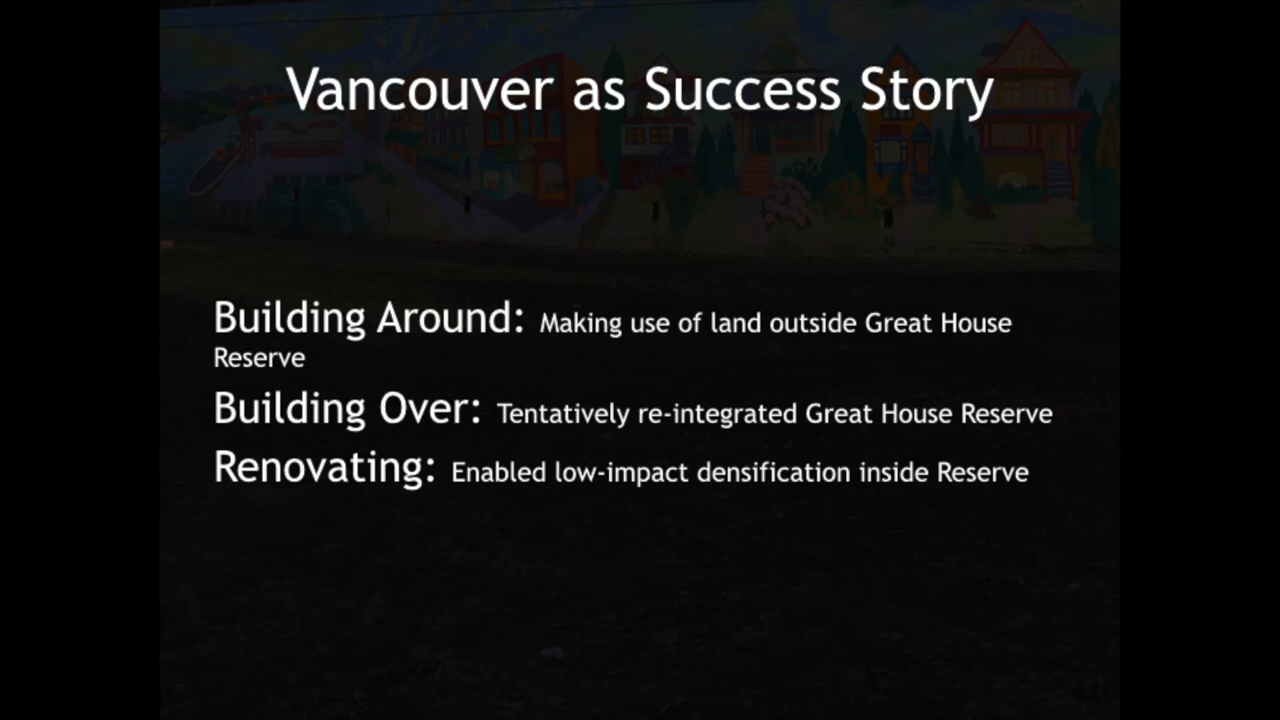 Vancouver as Success Story
Building Around: Making use of land outside Great House
Reserve
Building Over: Tentatively re-integrated Great House Reserve
Renovating: Enabled low-impact densification inside Reserve